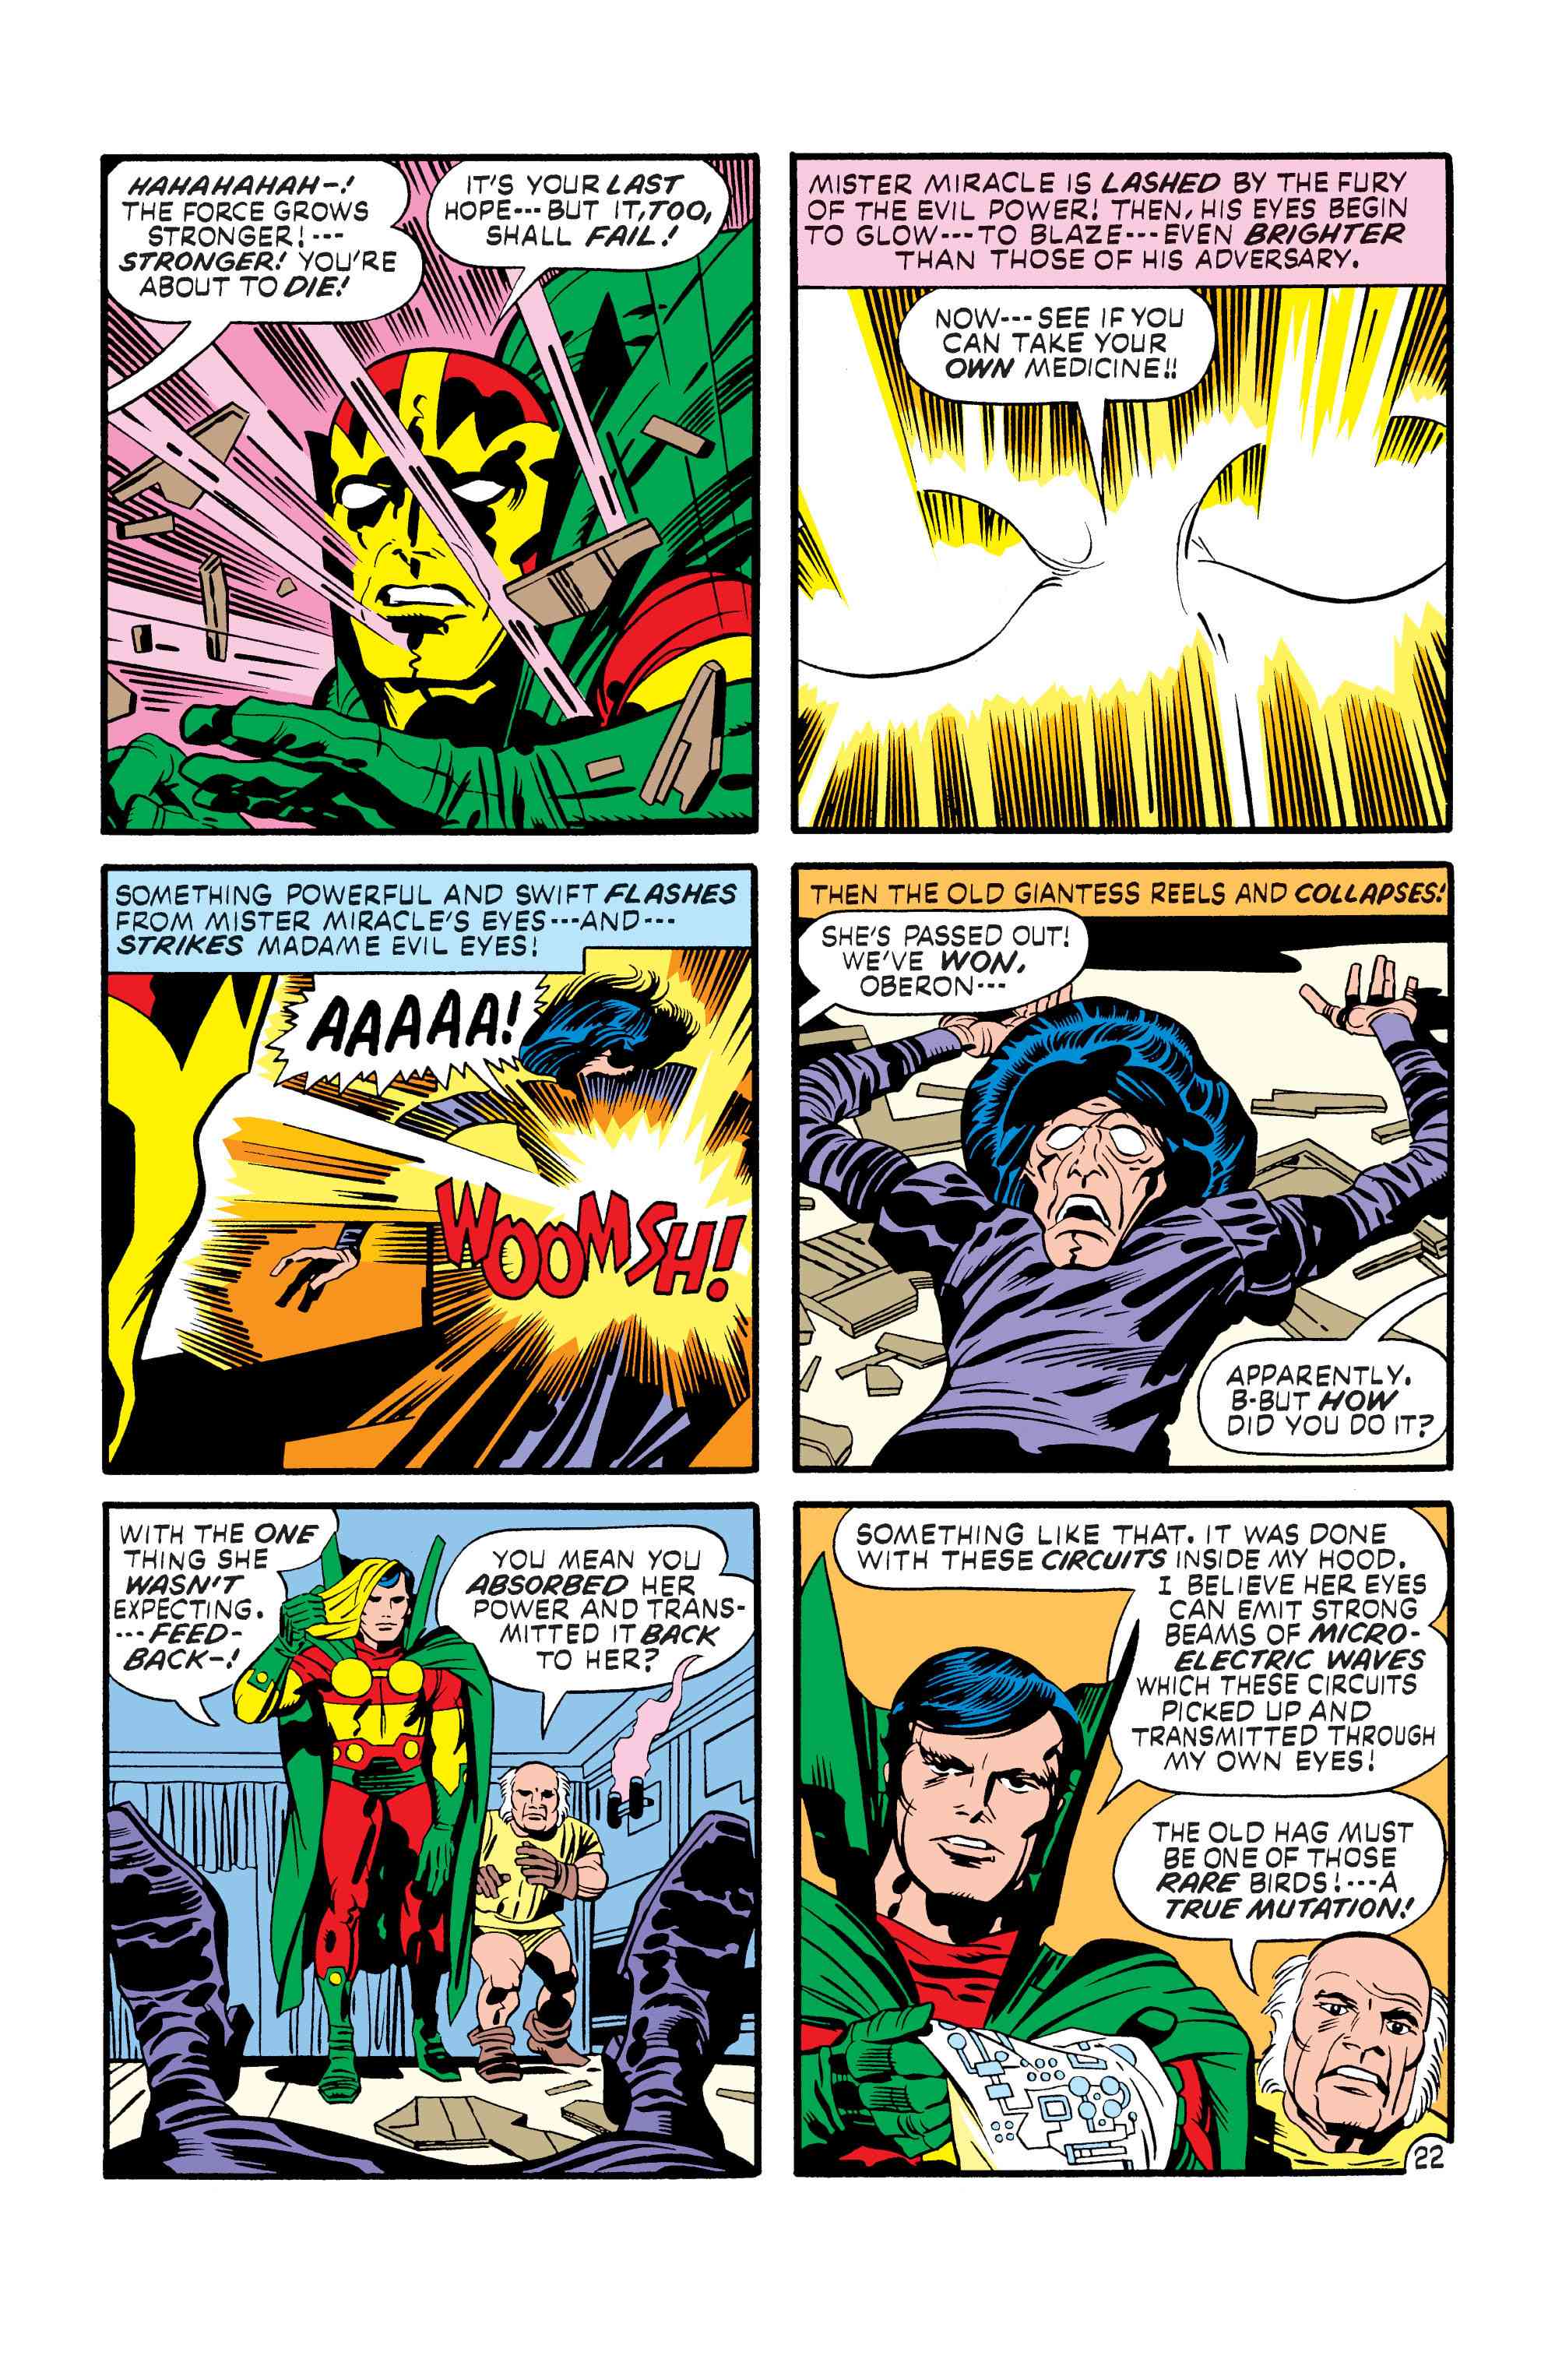 HAHAHAHAH-!
THE FORCE GROWS
STRONGER!---
STRONGER! YOU'RE
ABOUT TO DIE!
IT'S YOUR LAST
HOPE--- BUT IT, TOO,
SHALL FAIL!
MISTER MIRACLE IS LASHED BY THE FURY
OF THE EVIL POWER! THEN, HIS EYES BEGIN
TO GLOW---TO BLAZE---EVEN BRIGHTER
THAN THOSE OF HIS ADVERSARY.
NOW---SEE IF YOU
CAN TAKE YOUR
OWN MEDICINE!!
SOMETHING POWERFUL AND SWIFT FLASHES
FROM MISTER MIRACLE'S EYES---AND---
STRIKES MADAME EVIL EYES!
AAAAA!
WOOMSH!
THEN THE OLD GIANTESS REELS AND COLLAPSES!
SHE'S PASSED OUT!
WE'VE WON,
OBERON---
APPARENTLY.
B-BUT HOW
DID YOU DO IT?
WITH THE ONE
THING SHE
WASN'T
EXPECTING.
---FEED-
BACK-!
YOU MEAN YOU
ABSORBED HER
POWER AND TRANS-
MITTED IT BACK
TO HER?
SOMETHING LIKE THAT. IT WAS DONE
WITH THESE CIRCUITS INSIDE MY HOOD.
I BELIEVE HER EYES
CAN EMIT STRONG
BEAMS OF MICRO-
ELECTRIC WAVES
WHICH THESE CIRCUITS
PICKED UP AND
TRANSMITTED THROUGH
MY OWN EYES!
THE OLD HAG MUST
BE ONE OF THOSE
RARE BIRDS!---A
TRUE MUTATION!
22